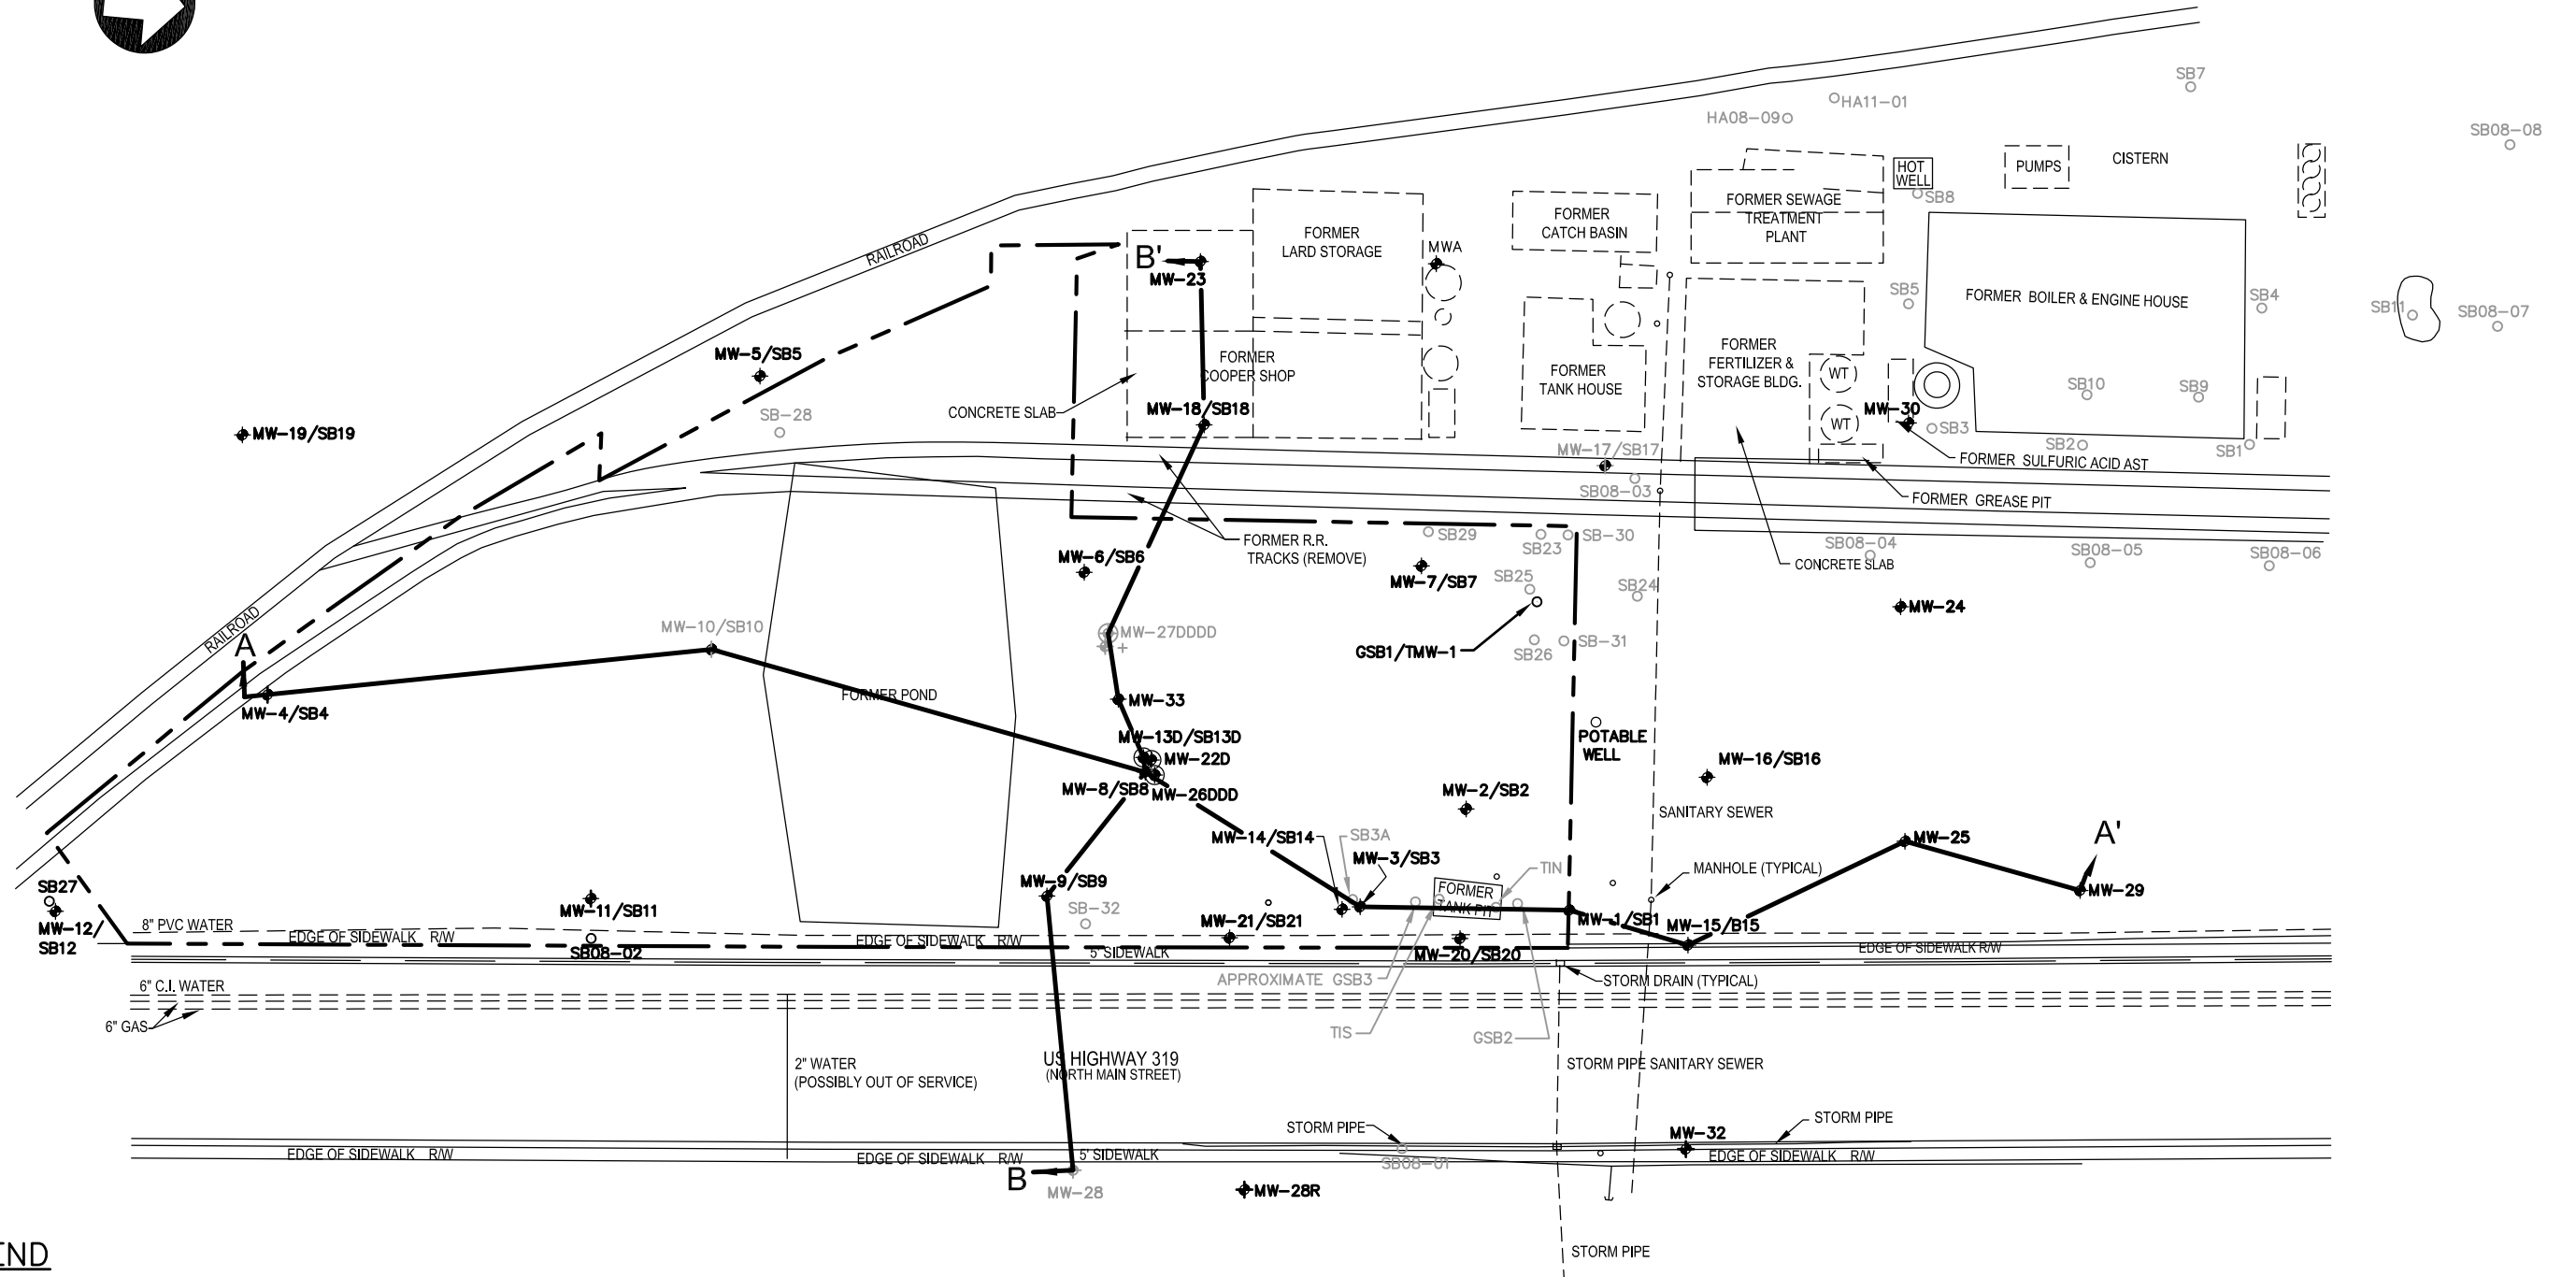 SB7
HA11-01
HA08-09
SB08-08
HOT
WELL
PUMPS
CISTERN
SB8
FORMER SEWAGE
TREATMENT
PLANT
FORMER
CATCH BASIN
FORMER
LARD STORAGE
MWA
RAILROAD
B'
MW-23
SB5
FORMER BOILER & ENGINE HOUSE
SB4
SB11
SB08-07
MW-5/SB5
FORMER
COOPER SHOP
FORMER
TANK HOUSE
FORMER
FERTILIZER &
STORAGE BLDG.
WT
WT
SB10
SB9
CONCRETE SLAB
MW-18/SB18
MW-30
SB-28
SB3
MW-19/SB19
SB2
SB1
MW-17/SB17
FORMER SULFURIC ACID AST
SB08-03
FORMER GREASE PIT
FORMER R.R.
TRACKS (REMOVE)
SB29
SB23
SB-30
SB08-04
SB08-05
SB08-06
CONCRETE SLAB
MW-6/SB6
MW-7/SB7
SB25
SB24
MW-24
RAILROAD
A
MW-10/SB10
MW-27DDDD
GSB1/TMW-1
SB26
SB-31
MW-4/SB4
FORMER POND
MW-33
MW-13D/SB13D
MW-22D
MW-8/SB8
MW-26DDD
POTABLE
WELL
MW-16/SB16
MW-2/SB2
SANITARY SEWER
MW-14/SB14
SB3A
MW-25
A'
MW-3/SB3
TIN
MANHOLE (TYPICAL)
MW-29
SB27
MW-9/SB9
FORMER
TANK PIT
MW-12/
SB12
MW-11/SB11
SB-32
MW-21/SB21
MW-1/SB1
MW-15/B15
8" PVC WATER
EDGE OF SIDEWALK R/W
EDGE OF SIDEWALK R/W
EDGE OF SIDEWALK R/W
SB08-02
5' SIDEWALK
MW-20/SB20
APPROXIMATE GSB3
STORM DRAIN (TYPICAL)
6" C.I. WATER
6" GAS
TIS
GSB2
2" WATER
(POSSIBLY OUT OF SERVICE)
US HIGHWAY 319
(NORTH MAIN STREET)
STORM PIPE SANITARY SEWER
STORM PIPE
STORM PIPE
MW-32
EDGE OF SIDEWALK R/W
EDGE OF SIDEWALK R/W
5' SIDEWALK
SB08-01
EDGE OF SIDEWALK R/W
B
MW-28
MW-28R
STORM PIPE
END